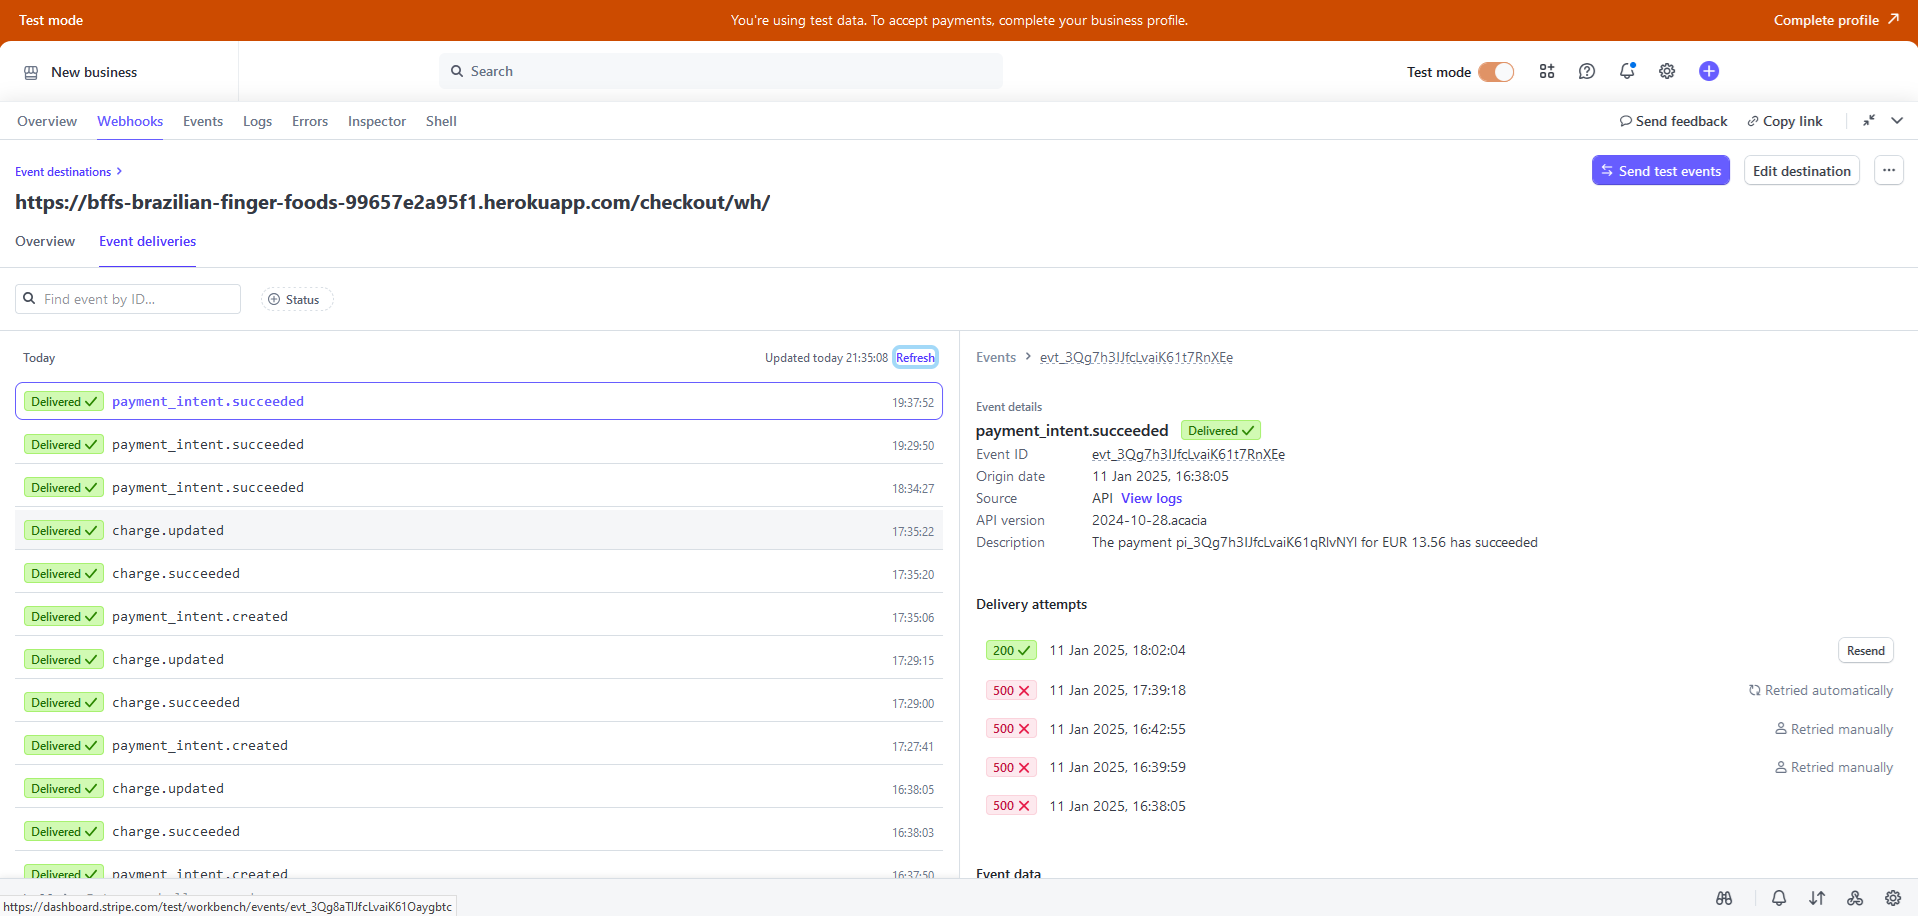 Test mode
You're using test data. To accept payments, complete your business profile.
Complete profile
New business
Search
Test mode
Overview Webhooks Events Logs Errors Inspector Shell
Send feedback Copy link
Event destinations
Send test events Edit destination
https://bffs-brazilian-finger-foods-99657e2a95f1.herokuapp.com/checkout/wh/
Overview Event deliveries
Find event by ID...
Status
Today
Updated today 21:35:08 Refresh
Delivered payment_intent.succeeded 19:37:52
Delivered payment_intent.succeeded 19:29:50
Delivered payment_intent.succeeded 18:34:27
Delivered charge.updated 17:35:22
Delivered charge.succeeded 17:35:20
Delivered payment_intent.created 17:35:06
Delivered charge.updated 17:29:15
Delivered charge.succeeded 17:29:00
Delivered payment_intent.created 17:27:41
Delivered charge.updated 16:38:05
Delivered charge.succeeded 16:38:03
Delivered payment_intent.created 16:37:50
Events evt_3Qg7h3IJfcLvaiK61t7RnXEe
Event details
payment_intent.succeeded Delivered
Event ID evt_3Qg7h3IJfcLvaiK61t7RnXEe
Origin date 11 Jan 2025, 16:38:05
Source API View logs
API version 2024-10-28.acacia
Description The payment pi_3Qg7h3IJfcLvaiK61qRlvNYl for EUR 13.56 has succeeded
Delivery attempts
200 11 Jan 2025, 18:02:04 Resend
500 11 Jan 2025, 17:39:18 Retried automatically
500 11 Jan 2025, 16:42:55 Retried manually
500 11 Jan 2025, 16:39:59 Retried manually
500 11 Jan 2025, 16:38:05
Event data
https://dashboard.stripe.com/test/workbench/events/evt_3Qg8aTIJfcLvaiK61Oaygbtc